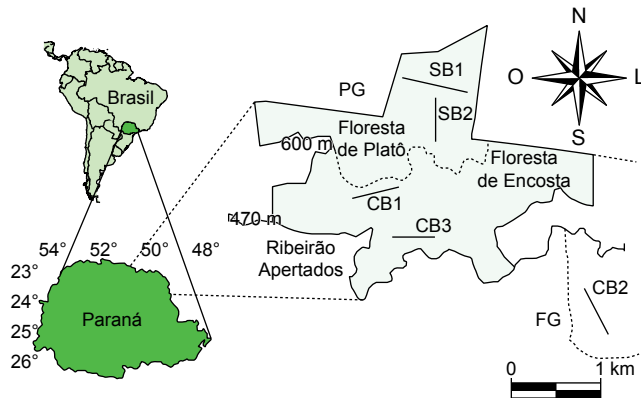 N
O
L
S
Brasil
PG
SB1
SB2
Floresta
de Platô
600 m
Floresta
de Encosta
CB1
470 m
CB3
Ribeirão
Apertados
54°
52°
50°
48°
23°
24°
25°
26°
Paraná
CB2
FG
0
1 km